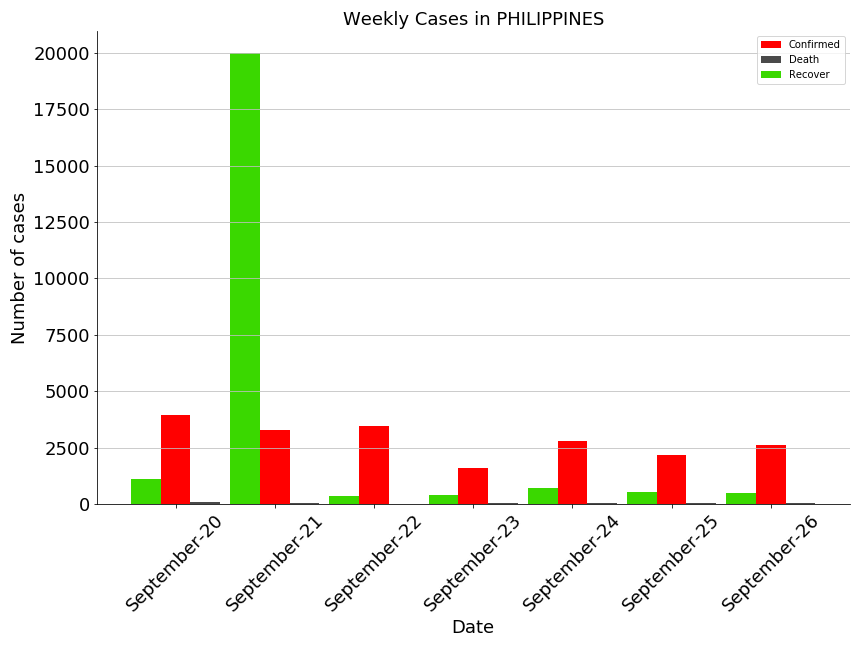 Weekly Cases in PHILIPPINES
Confirmed
Death
Recover
Number of cases
20000
17500
15000
12500
10000
7500
5000
2500
0
September-20
September-21
September-22
September-23
September-24
September-25
September-26
Date